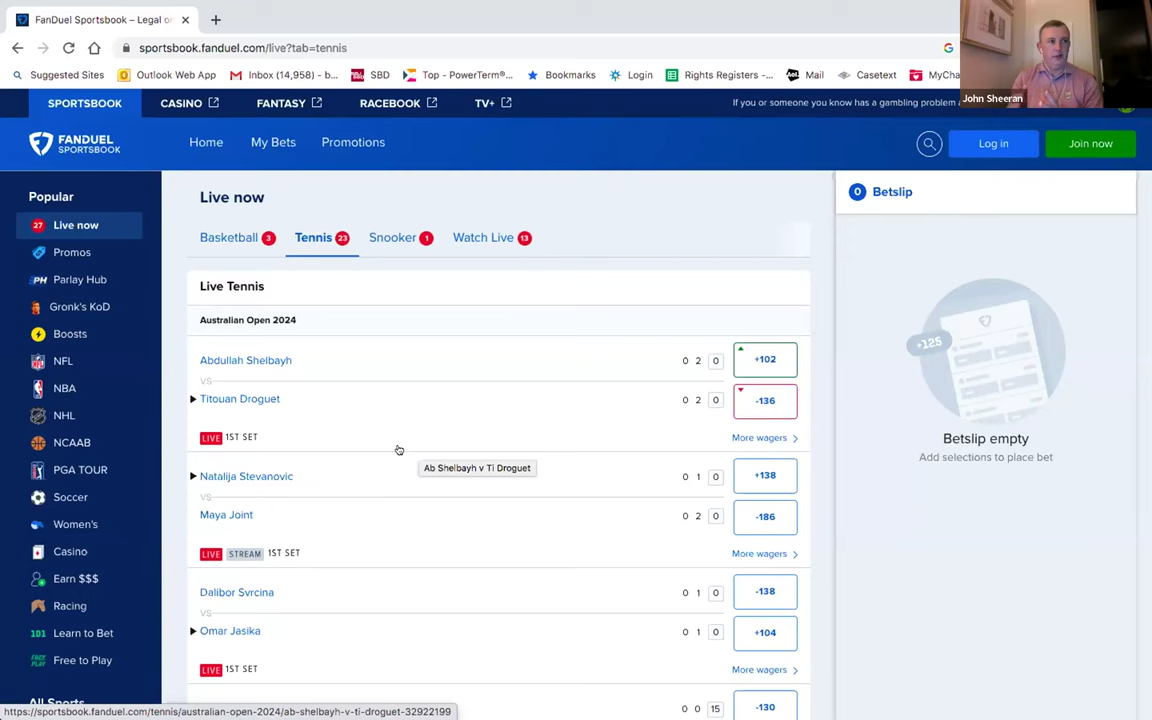 FanDuel Sportsbook – Legal o
sportsbook.fanduel.com/live?tab=tennis
Suggested Sites
Outlook Web App
Inbox (14,958) – b...
SBD
Top - PowerTerm®...
Bookmarks
Login
Rights Registers -...
Mail
Casetext
MyCha
John Sheeran
SPORTSBOOK
CASINO
FANTASY
RACEBOOK
TV+
If you or someone you know has a gambling problem a
FANDUEL
SPORTSBOOK
Home
My Bets
Promotions
Log in
Join now
Popular
27 Live now
Promos
PH Parlay Hub
Gronk's KoD
Boosts
NFL
NBA
NHL
NCAAB
PGA TOUR
Soccer
Women's
Casino
Earn $$$
Racing
101 Learn to Bet
FREE PLAY Free to Play
All Sports
Live now
Basketball 3
Tennis 23
Snooker 1
Watch Live 13
Live Tennis
Australian Open 2024
Abdullah Shelbayh 0 2 0 +102
VS
Titouan Droguet 0 2 0 -136
LIVE 1ST SET More wagers
Ab Shelbayh v Ti Droguet
Natalija Stevanovic 0 1 0 +138
VS
Maya Joint 0 2 0 -186
LIVE STREAM 1ST SET More wagers
Dalibor Svrcina 0 1 0 -138
VS
Omar Jasika 0 1 0 +104
LIVE 1ST SET More wagers
0 0 15 -130
0 Betslip
+125
Betslip empty
Add selections to place bet
https://sportsbook.fanduel.com/tennis/australian-open-2024/ab-shelbayh-v-ti-droguet-32922199